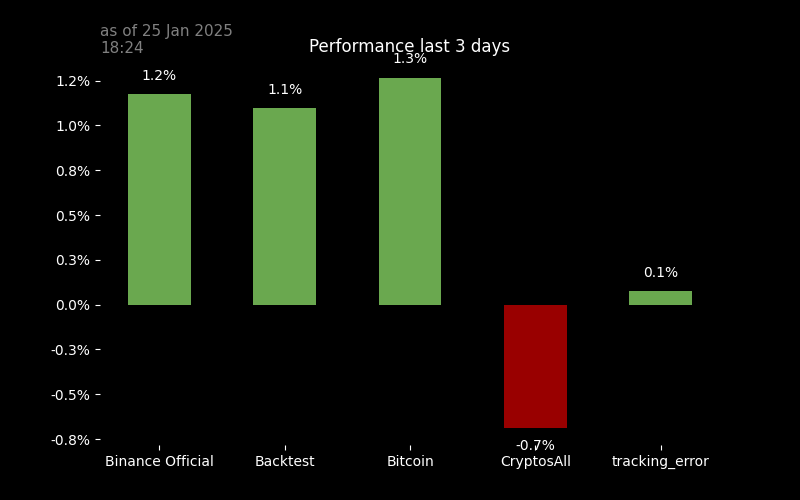 as of 25 Jan 2025
18:24
Performance last 3 days
1.2%
1.0%
0.8%
0.5%
0.3%
0.0%
-0.3%
-0.5%
-0.8%
1.2%
1.1%
1.3%
-0.7%
0.1%
Binance Official
Backtest
Bitcoin
CryptosAll
tracking_error